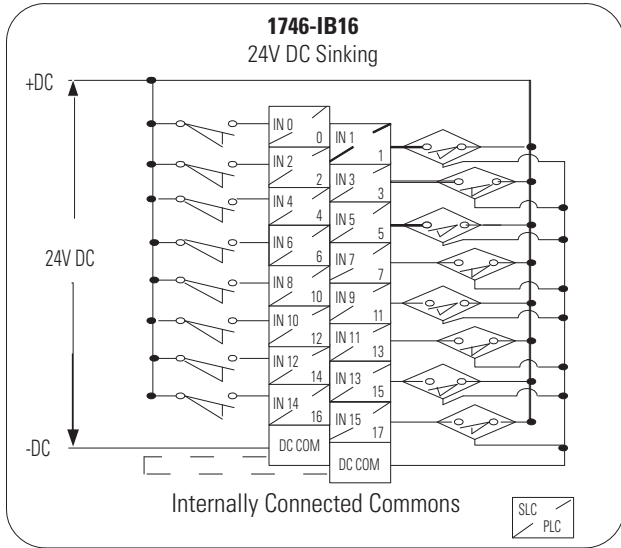 1746-IB16
24V DC Sinking
+DC
24V DC
-DC
IN 0
0
IN 1
1
IN 2
2
IN 3
3
IN 4
4
IN 5
5
IN 6
6
IN 7
7
IN 8
10
IN 9
11
IN 10
12
IN 11
13
IN 12
14
IN 13
15
IN 14
16
IN 15
17
DC COM
DC COM
Internally Connected Commons
SLC
PLC